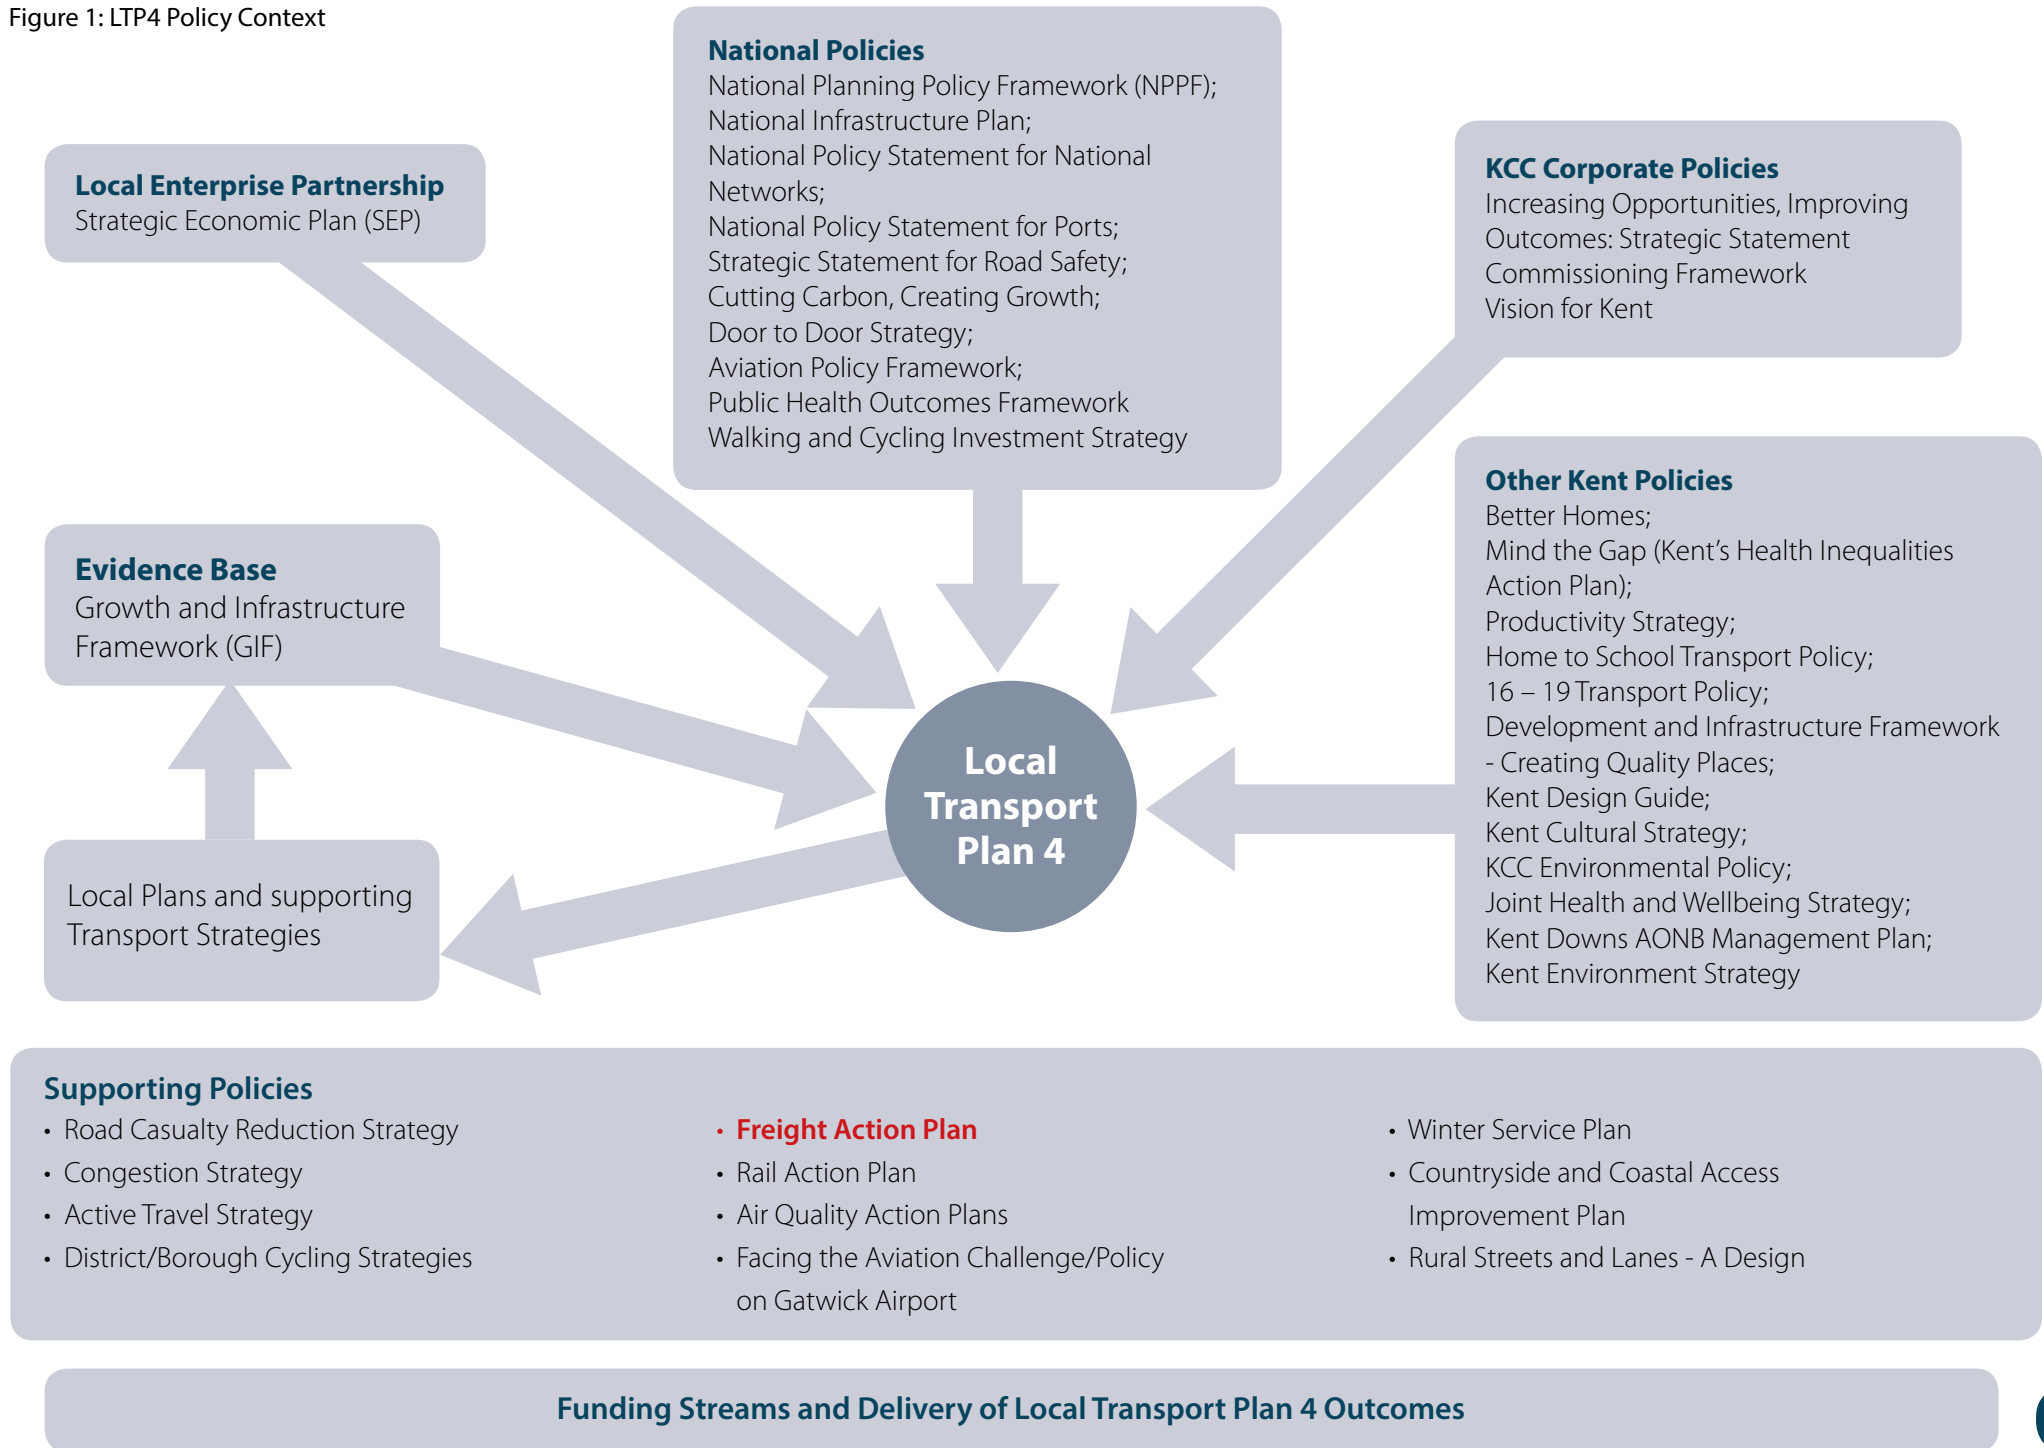 Figure 1: LTP4 Policy Context
National Policies
National Planning Policy Framework (NPPF);
National Infrastructure Plan;
National Policy Statement for National
Networks;
National Policy Statement for Ports;
Strategic Statement for Road Safety;
Cutting Carbon, Creating Growth;
Door to Door Strategy;
Aviation Policy Framework;
Public Health Outcomes Framework
Walking and Cycling Investment Strategy
Local Enterprise Partnership
Strategic Economic Plan (SEP)
KCC Corporate Policies
Increasing Opportunities, Improving
Outcomes: Strategic Statement
Commissioning Framework
Vision for Kent
Evidence Base
Growth and Infrastructure
Framework (GIF)
Other Kent Policies
Better Homes;
Mind the Gap (Kent’s Health Inequalities
Action Plan);
Productivity Strategy;
Home to School Transport Policy;
16 – 19 Transport Policy;
Development and Infrastructure Framework
- Creating Quality Places;
Kent Design Guide;
Kent Cultural Strategy;
KCC Environmental Policy;
Joint Health and Wellbeing Strategy;
Kent Downs AONB Management Plan;
Kent Environment Strategy
Local
Transport
Plan 4
Local Plans and supporting
Transport Strategies
Supporting Policies
• Road Casualty Reduction Strategy
• Congestion Strategy
• Active Travel Strategy
• District/Borough Cycling Strategies
• Freight Action Plan
• Rail Action Plan
• Air Quality Action Plans
• Facing the Aviation Challenge/Policy
on Gatwick Airport
• Winter Service Plan
• Countryside and Coastal Access
Improvement Plan
• Rural Streets and Lanes - A Design
Funding Streams and Delivery of Local Transport Plan 4 Outcomes